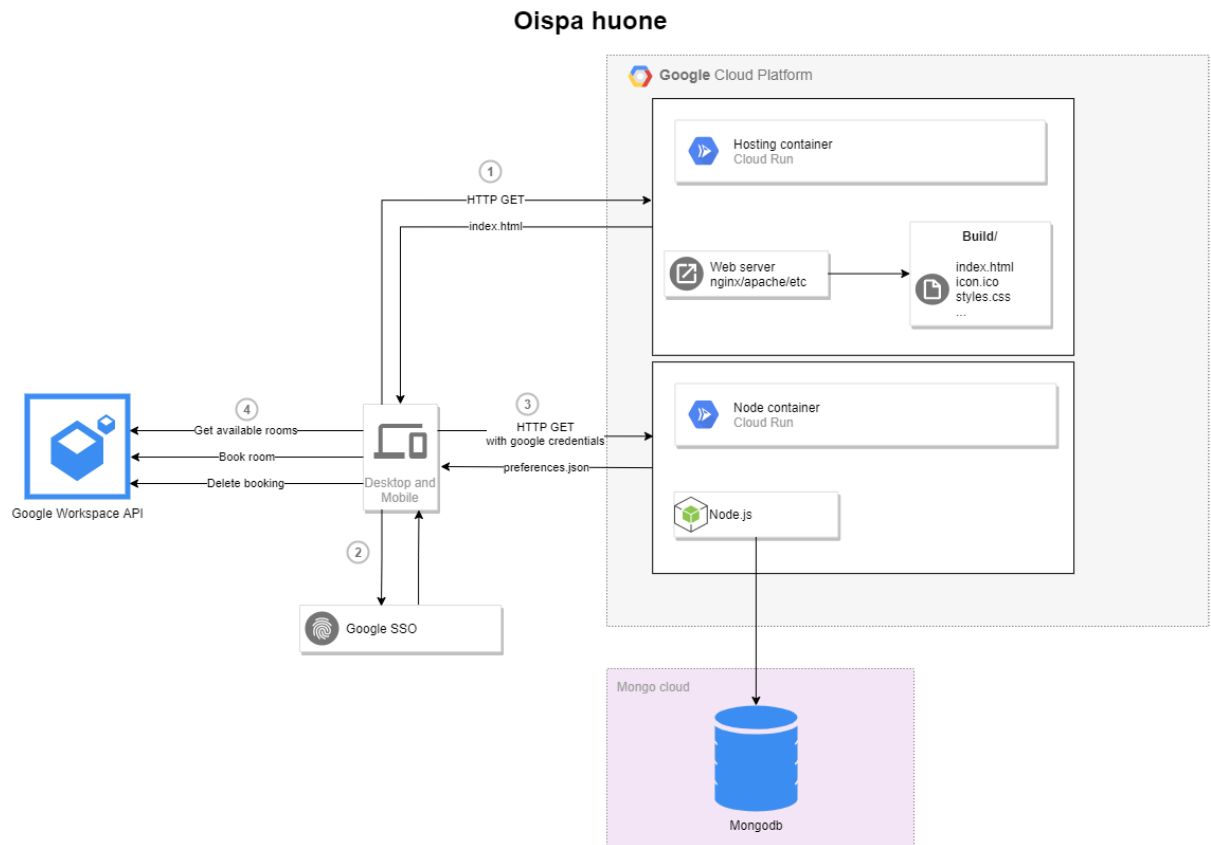 Oispa huone
Google Cloud Platform
Hosting container
Cloud Run
1
HTTP GET
index.html
Web server
nginx/apache/etc
Build/
index.html
icon.ico
styles.css
...
4
Get available rooms
Book room
Delete booking
Google Workspace API
Desktop and
Mobile
3
HTTP GET
with google credentials
preferences.json
Node container
Cloud Run
Node.js
2
Google SSO
Mongo cloud
Mongodb